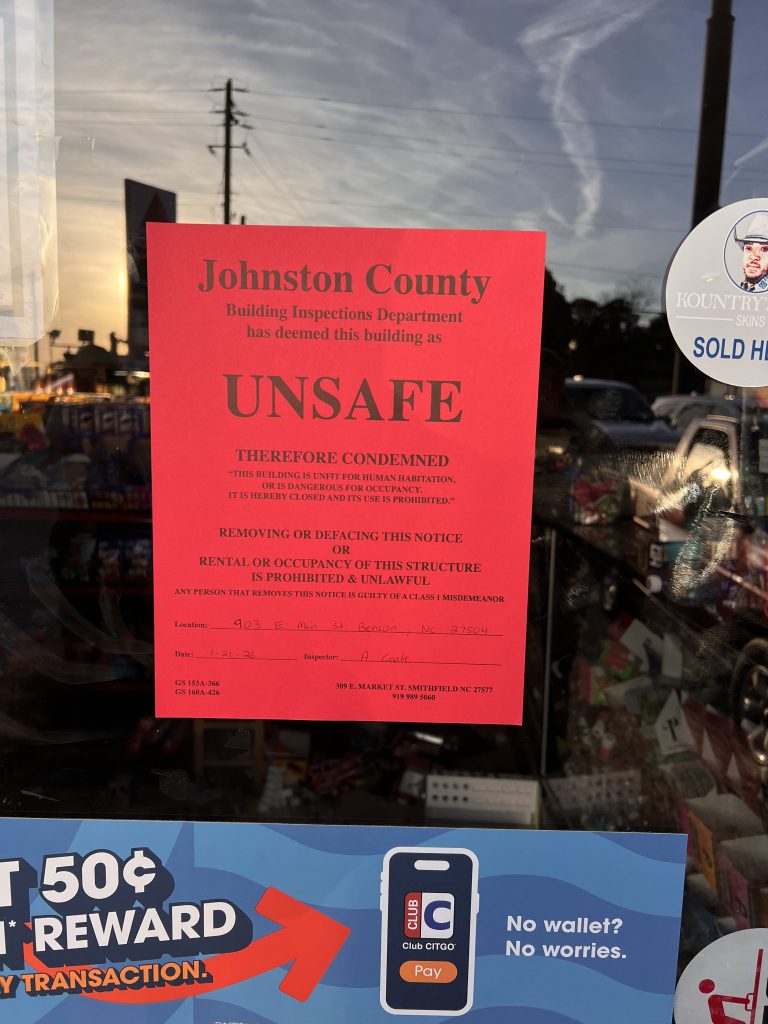 Johnston County
Building Inspections Department
has deemed this building as
UNSAFE
THEREFORE CONDEMNED
"THIS BUILDING IS UNFIT FOR HUMAN HABITATION,
OR IS DANGEROUS FOR OCCUPANCY.
IT IS HEREBY CLOSED AND ITS USE IS PROHIBITED."
REMOVING OR DEFACING THIS NOTICE
OR
RENTAL OR OCCUPANCY OF THIS STRUCTURE
IS PROHIBITED & UNLAWFUL
ANY PERSON THAT REMOVES THIS NOTICE IS GUILTY OF A CLASS 1 MISDEMEANOR
Location: 903 E Main St Benson, NC 27504
Date: 1-21-26 Inspector: A. Cook
GS 153A-366
GS 160A-426
309 E. MARKET ST. SMITHFIELD NC 27577
919 989-5060
KOUNTRY'
SKINS
SOLD HE
T 50¢
* REWARD
Y TRANSACTION.
CLUB C
Club CITGO
Pay
No wallet?
No worries.